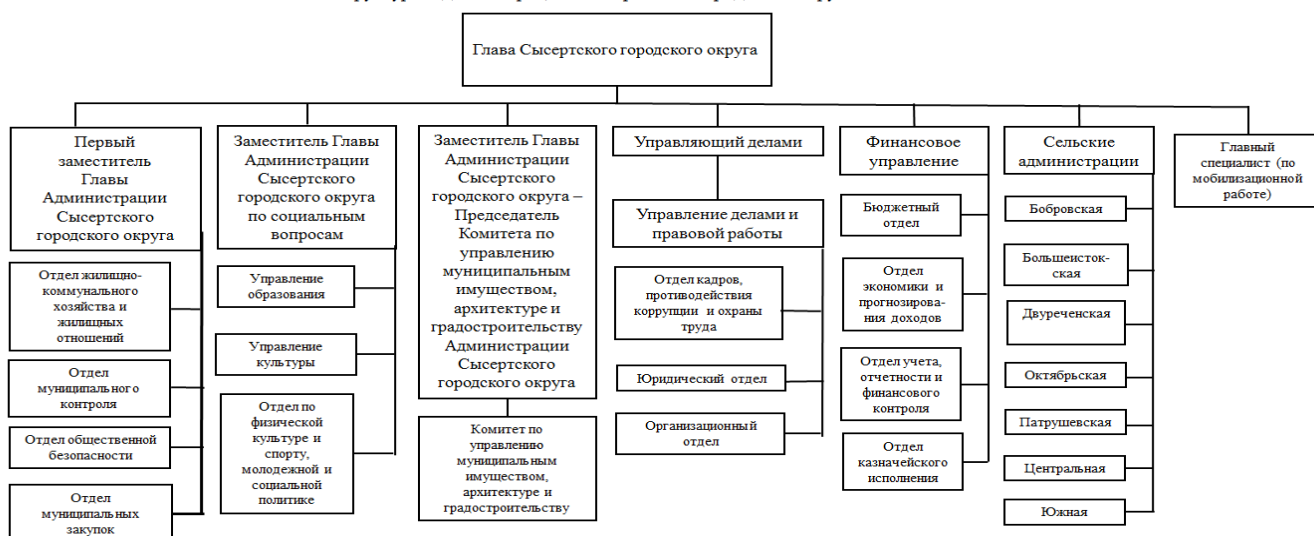 Глава Сысертского городского округа
Первый
заместитель
Главы
Администрации
Сысертского
городского округа
Отдел жилищно-
коммунального
хозяйства и
жилищных
отношений
Отдел
муниципального
контроля
Отдел общественной
безопасности
Отдел
муниципальных
закупок
Заместитель Главы
Администрации
Сысертского
городского округа
по социальным
вопросам
Управление
образования
Управление
культуры
Отдел по
физической
культуре и
спорту,
молодежной и
социальной
политике
Заместитель Главы
Администрации
Сысертского
городского округа –
Председатель
Комитета по
управлению
муниципальным
имуществом,
архитектуре и
градостроительству
Администрации
Сысертского
городского округа
Комитет по
управлению
муниципальным
имуществом,
архитектуре и
градостроительству
Управляющий делами
Управление делами и
правовой работы
Отдел кадров,
противодействия
коррупции и охраны
труда
Юридический отдел
Организационный
отдел
Финансовое
управление
Бюджетный
отдел
Отдел
экономики и
прогнозирова-
ния доходов
Отдел учета,
отчетности и
финансового
контроля
Отдел
казначейского
исполнения
Сельские
администрации
Бобровская
Большеисток-
ская
Двуреченская
Октябрьская
Патрушевская
Центральная
Южная
Главный
специалист (по
мобилизационной
работе)